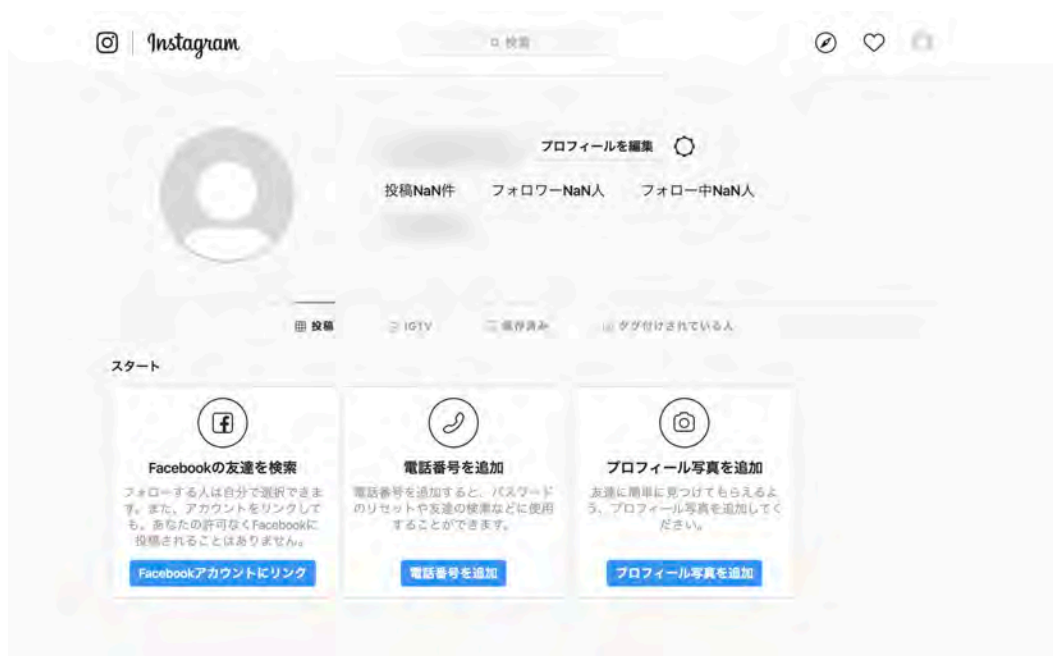 Instagram
検索
プロフィールを編集
投稿NaN件 フォロワーNaN人 フォロー中NaN人
投稿 IGTV 保存済み タグ付けされている人
スタート
Facebookの友達を検索
フォローする人は自分で選択できま
す。また、アカウントをリンクして
も、あなたの許可なくFacebookに
投稿されることはありません。
Facebookアカウントにリンク
電話番号を追加
電話番号を追加すると、パスワード
のリセットや友達の検索などに使用
することができます。
電話番号を追加
プロフィール写真を追加
友達に簡単に見つけてもらえるよ
う、プロフィール写真を追加してく
ださい。
プロフィール写真を追加